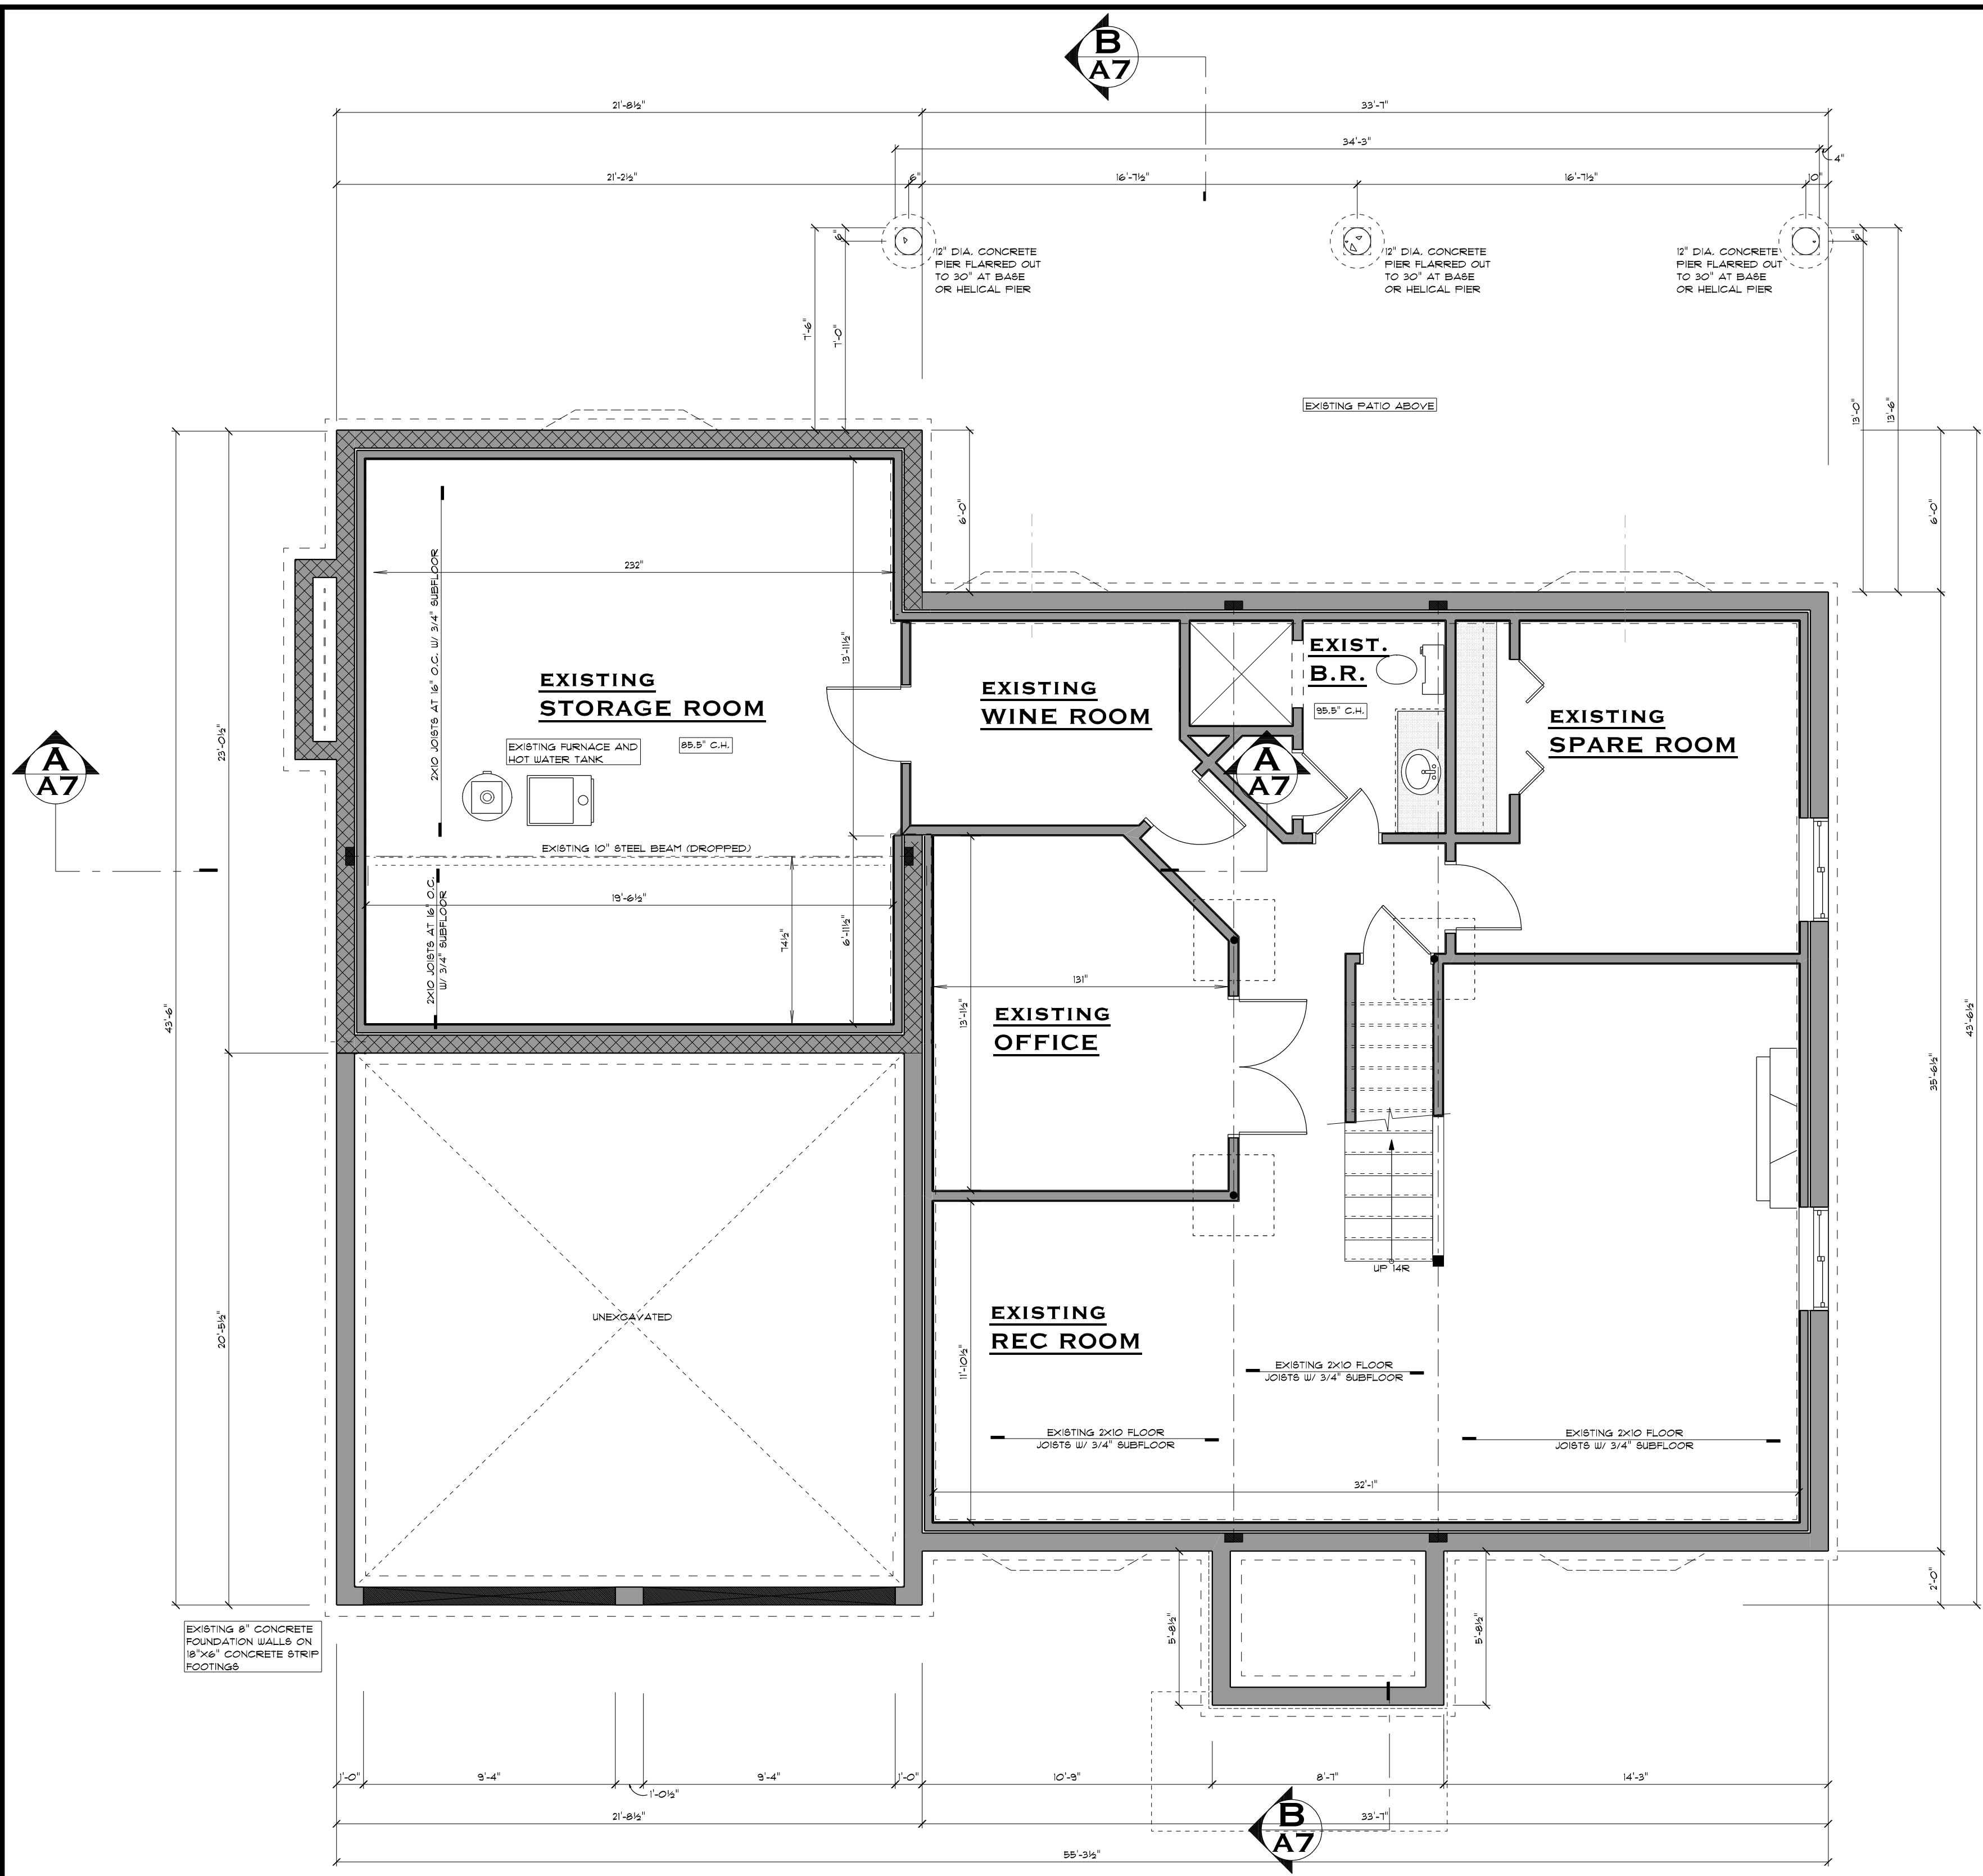 B
A7
21'-8½"
33'-7"
34'-3"
4"
21'-2½"
6"
16'-7½"
16'-7½"
10"
6"
6"
12" DIA. CONCRETE
PIER FLARRED OUT
TO 30" AT BASE
OR HELICAL PIER
12" DIA. CONCRETE
PIER FLARRED OUT
TO 30" AT BASE
OR HELICAL PIER
12" DIA. CONCRETE
PIER FLARRED OUT
TO 30" AT BASE
OR HELICAL PIER
7'-6"
7'-0"
EXISTING PATIO ABOVE
13'-0"
13'-6"
6'-0"
6'-0"
232"
2X10 JOISTS AT 16" O.C. W/ 3/4" SUBFLOOR
13'-11½"
EXISTING
STORAGE ROOM
EXISTING FURNACE AND
HOT WATER TANK
85.5" C.H.
EXISTING
WINE ROOM
EXIST.
B.R.
95.5" C.H.
EXISTING
SPARE ROOM
A
A7
A
A7
23'-0½"
EXISTING 10" STEEL BEAM (DROPPED)
2X10 JOISTS AT 16" O.C.
W/ 3/4" SUBFLOOR
19'-6½"
74½"
6'-11½"
131"
13'-1½"
EXISTING
OFFICE
43'-6"
35'-6½"
43'-6½"
UP 14R
UNEXCAVATED
20'-5½"
EXISTING
REC ROOM
11'-10½"
EXISTING 2X10 FLOOR
JOISTS W/ 3/4" SUBFLOOR
EXISTING 2X10 FLOOR
JOISTS W/ 3/4" SUBFLOOR
EXISTING 2X10 FLOOR
JOISTS W/ 3/4" SUBFLOOR
32'-1"
2'-0"
EXISTING 8" CONCRETE
FOUNDATION WALLS ON
18"X6" CONCRETE STRIP
FOOTINGS
5'-8½"
5'-8½"
1'-0"
9'-4"
1'-0½"
9'-4"
1'-0"
10'-9"
8'-7"
14'-3"
21'-8½"
33'-7"
B
A7
55'-3½"